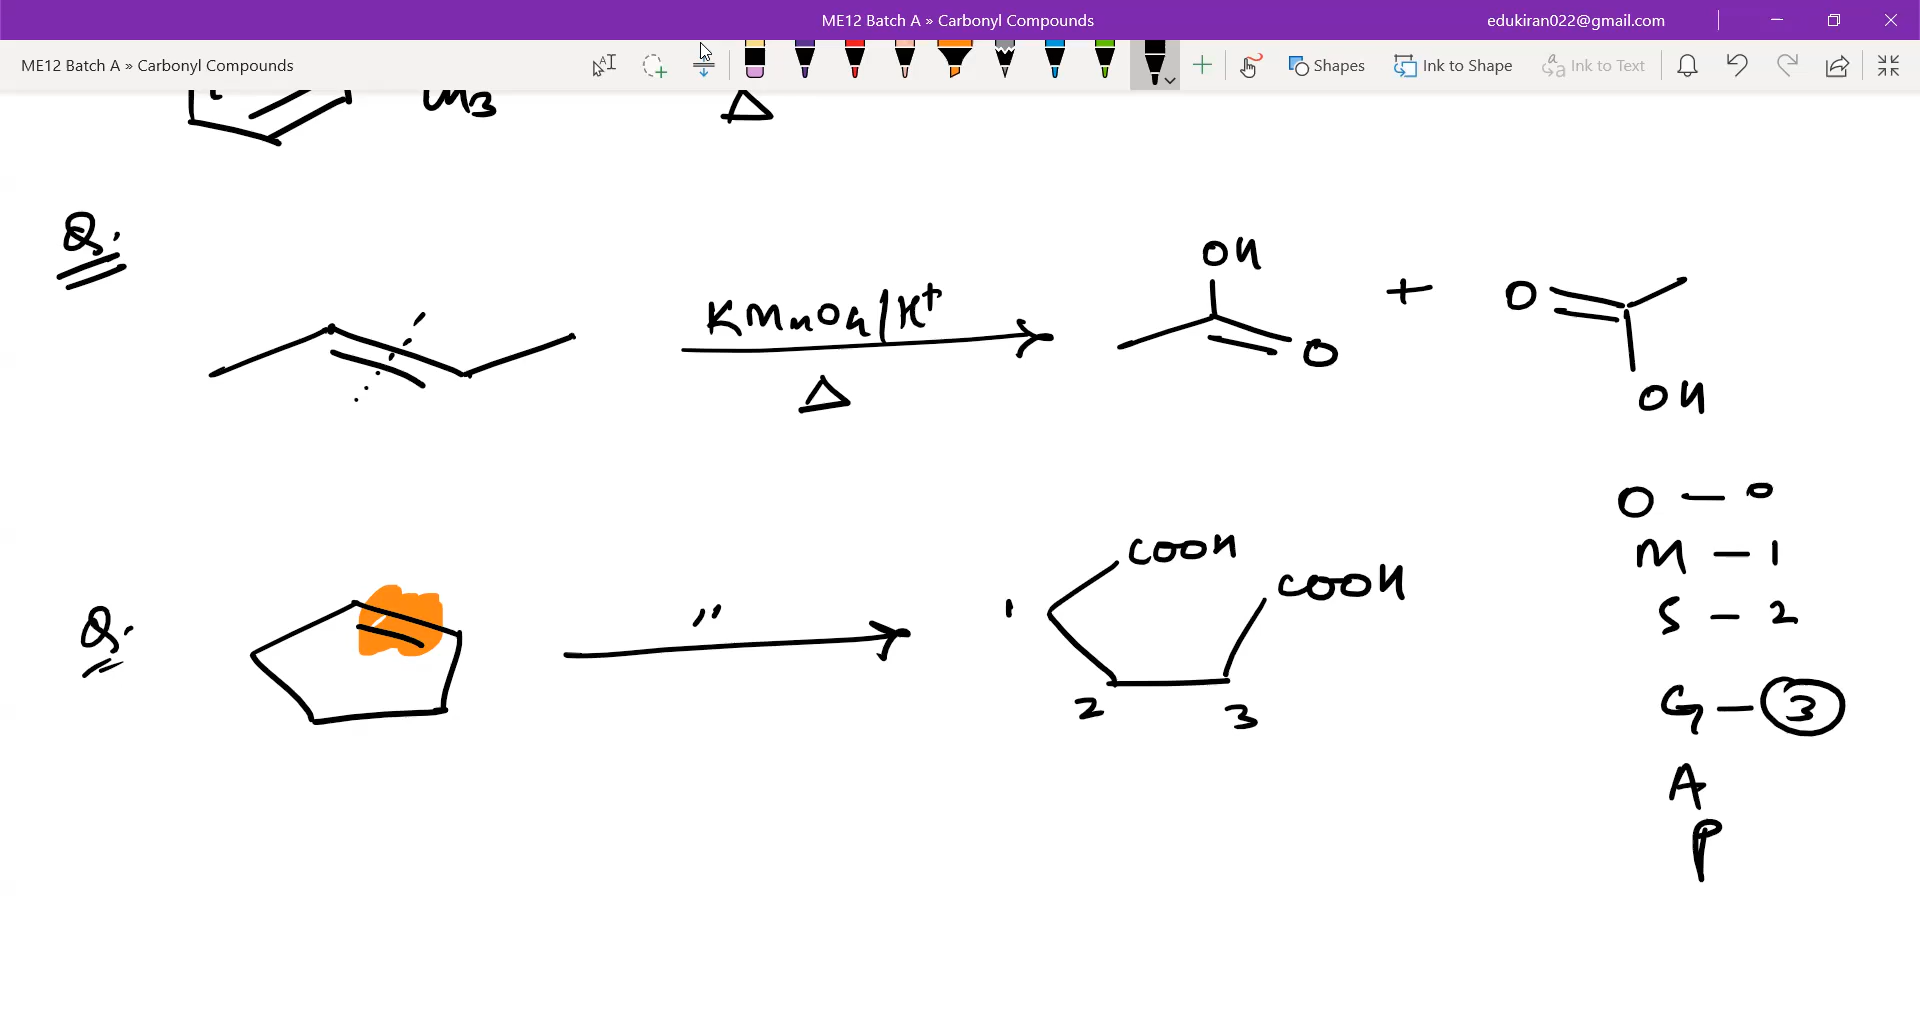 ME12 Batch A » Carbonyl Compounds
edukiran022@gmail.com
ME12 Batch A » Carbonyl Compounds
Shapes
Ink to Shape
Ink to Text
CH3
Δ
Q.
KMnO4/H+
Δ
OH
O
+
O
OH
Q.
"
COOH
COOH
1
2
3
O — 0
M — 1
S — 2
G — 3
A
P